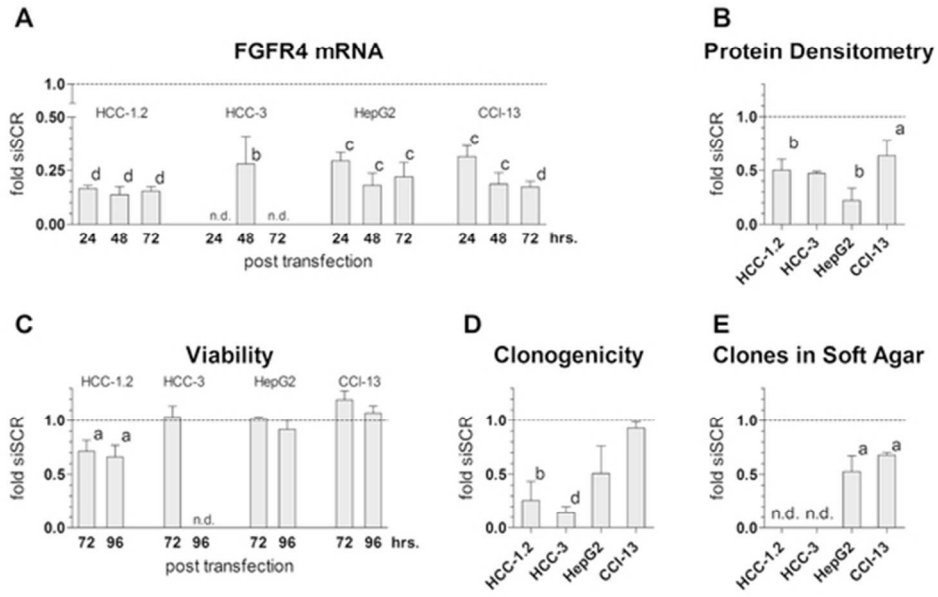 A
FGFR4 mRNA
fold siSCR
1.0
0.50
0.25
0.00
HCC-1.2 HCC-3 HepG2 CCl-13
d d d b c c c c c d
n.d. n.d.
24 48 72 24 48 72 24 48 72 24 48 72 hrs.
post transfection
B
Protein Densitometry
fold siSCR
1.0
0.5
0.0
b b a
HCC-1.2 HCC-3 HepG2 CCl-13
C
Viability
fold siSCR
HCC-1.2 HCC-3 HepG2 CCl-13
1.0
0.5
0.0
a a
n.d.
72 96 72 96 72 96 72 96 hrs.
post transfection
D
Clonogenicity
fold siSCR
1.0
0.5
0.0
b d
HCC-1.2 HCC-3 HepG2 CCl-13
E
Clones in Soft Agar
fold siSCR
1.0
0.5
0.0
n.d. n.d. a a
HCC-1.2 HCC-3 HepG2 CCl-13